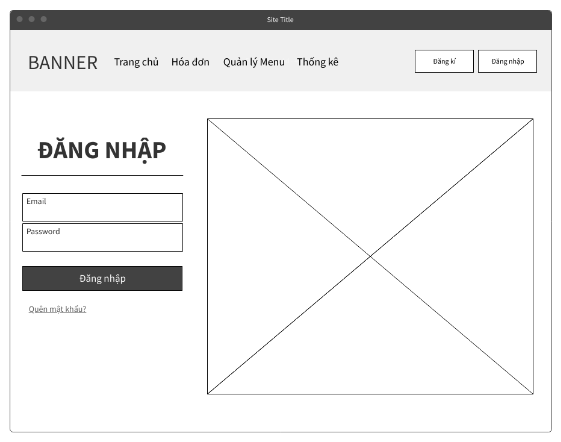 Site Title
BANNER Trang chủ Hóa đơn Quản lý Menu Thống kê Đăng kí Đăng nhập
ĐĂNG NHẬP
Email
Password
Đăng nhập
Quên mật khẩu?